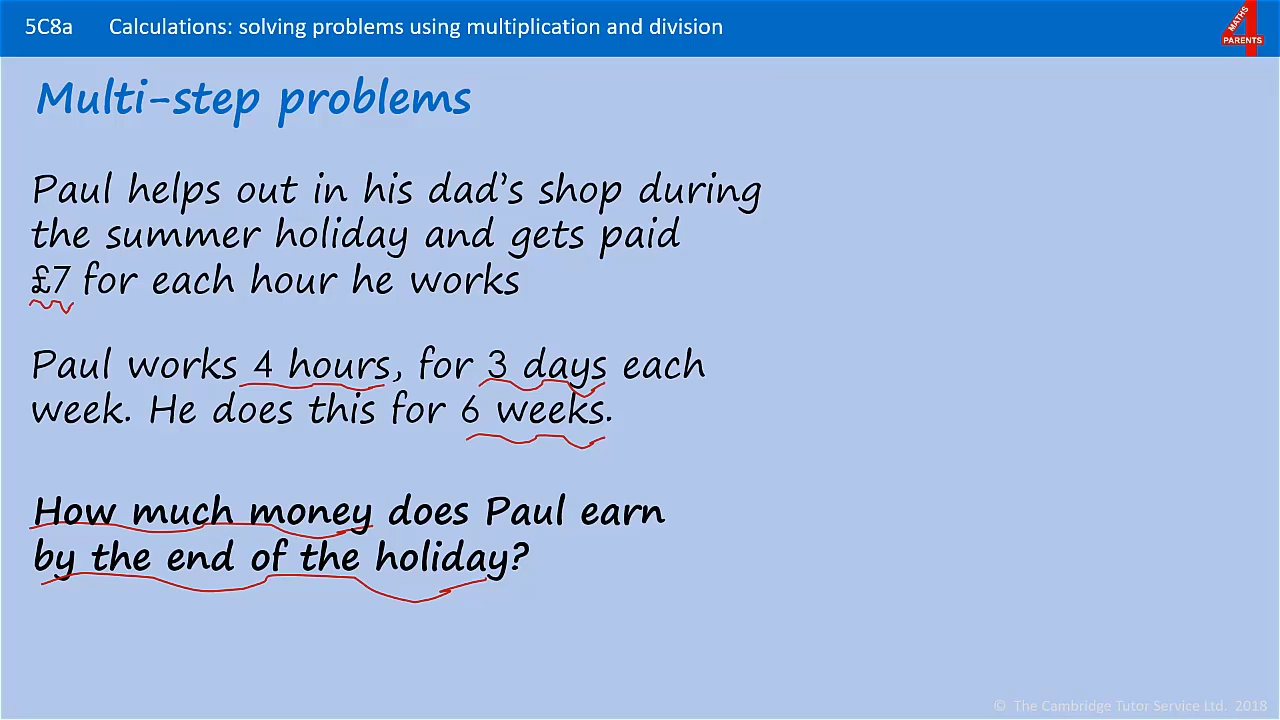 5C8a Calculations: solving problems using multiplication and division
MATHS
4
PARENTS
Multi-step problems
Paul helps out in his dad's shop during
the summer holiday and gets paid
£7 for each hour he works
Paul works 4 hours, for 3 days each
week. He does this for 6 weeks.
How much money does Paul earn
by the end of the holiday?
© The Cambridge Tutor Service Ltd. 2018